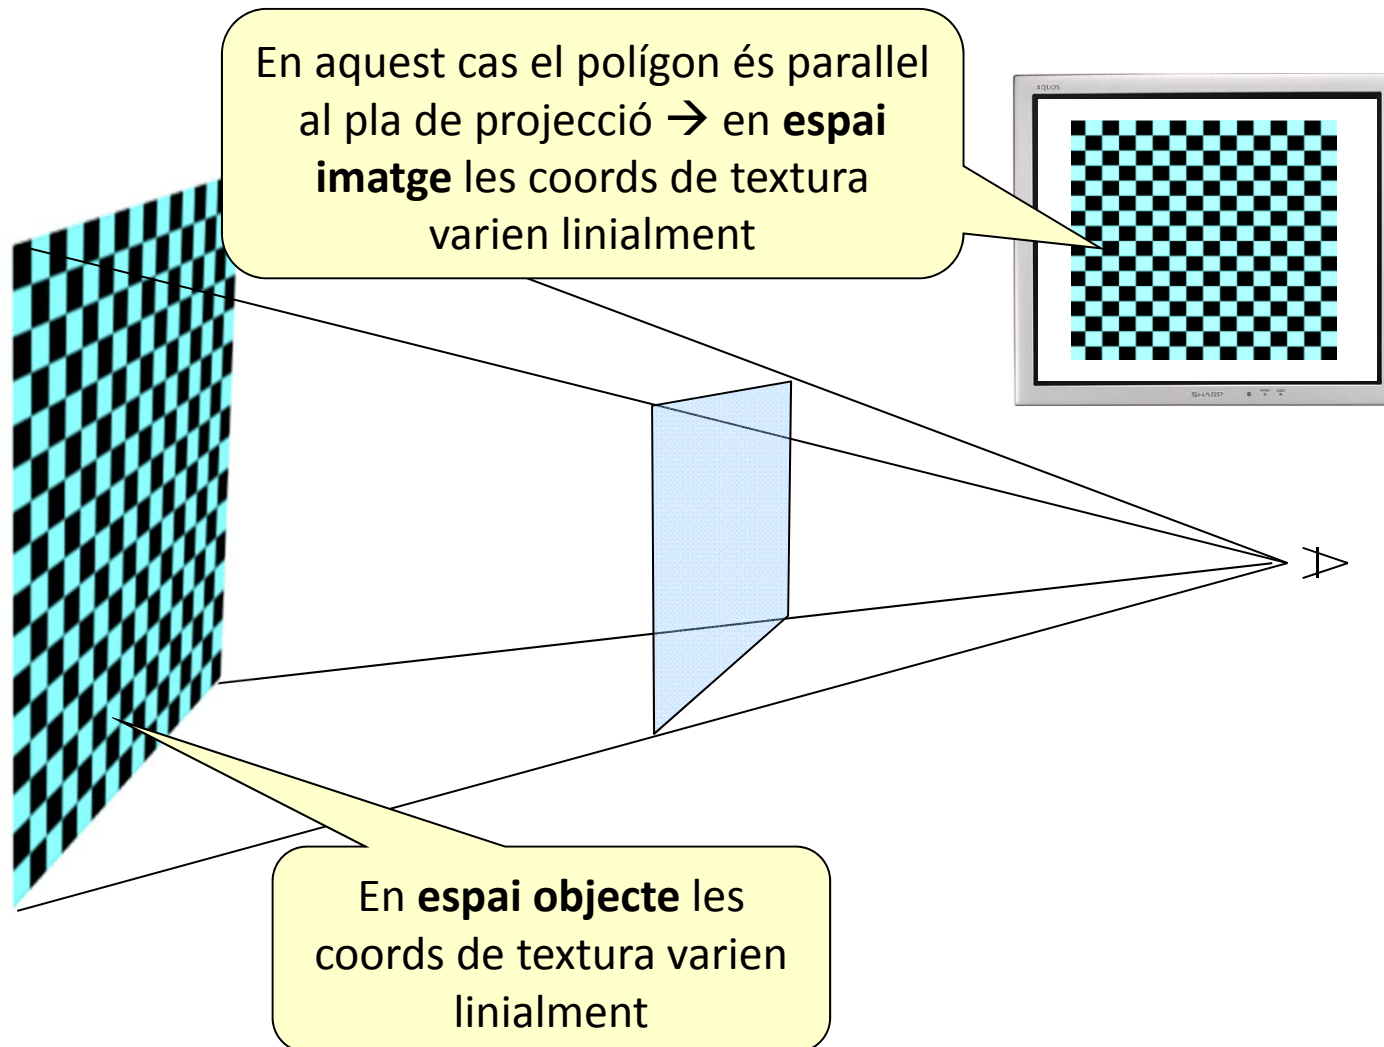 En aquest cas el polígon és parallel
al pla de projecció → en espai
imatge les coords de textura
varien linialment
AQUOS
SHARP
En espai objecte les
coords de textura varien
linialment